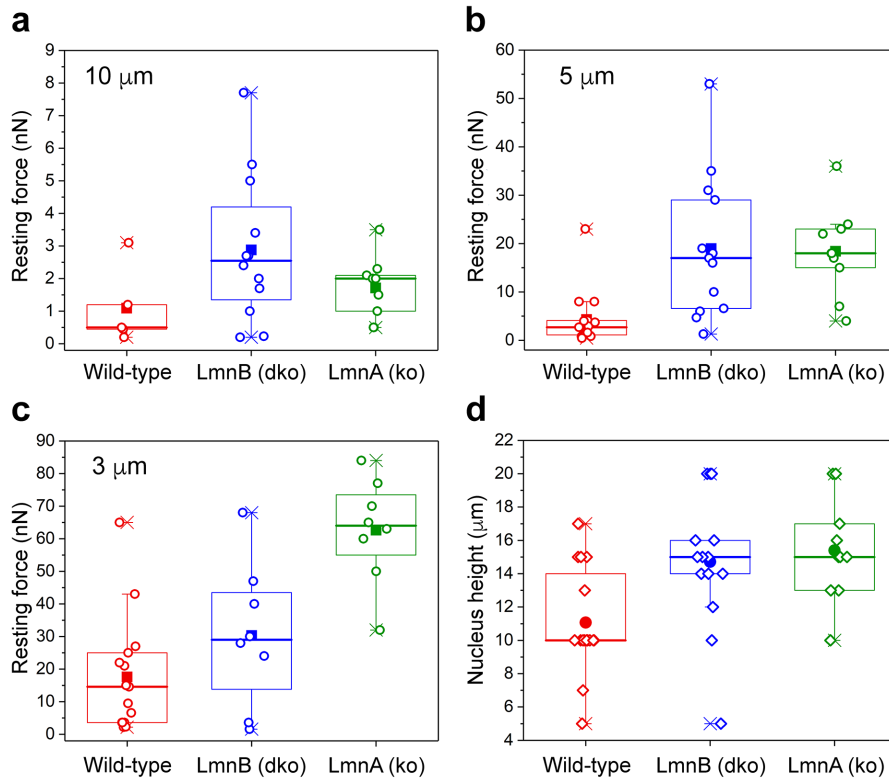 a
10 μm
Resting force (nN)
9
8
7
6
5
4
3
2
1
0
Wild-type LmnB (dko) LmnA (ko)
b
5 μm
Resting force (nN)
60
50
40
30
20
10
0
Wild-type LmnB (dko) LmnA (ko)
c
3 μm
Resting force (nN)
90
80
70
60
50
40
30
20
10
0
Wild-type LmnB (dko) LmnA (ko)
d
Nucleus height (μm)
22
20
18
16
14
12
10
8
6
4
Wild-type LmnB (dko) LmnA (ko)